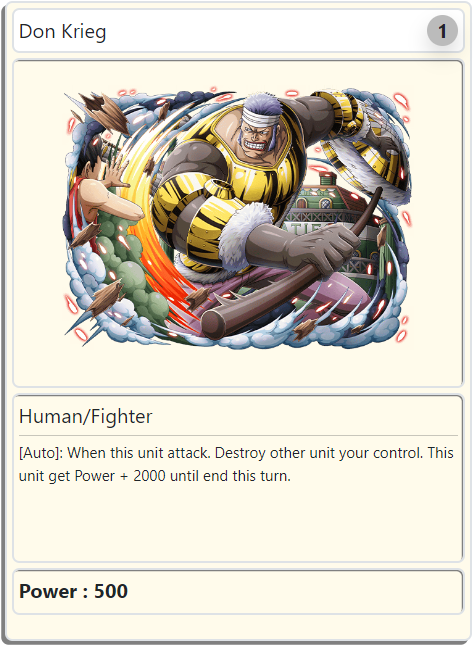 Don Krieg
1
Human/Fighter
[Auto]: When this unit attack. Destroy other unit your control. This
unit get Power + 2000 until end this turn.
Power : 500